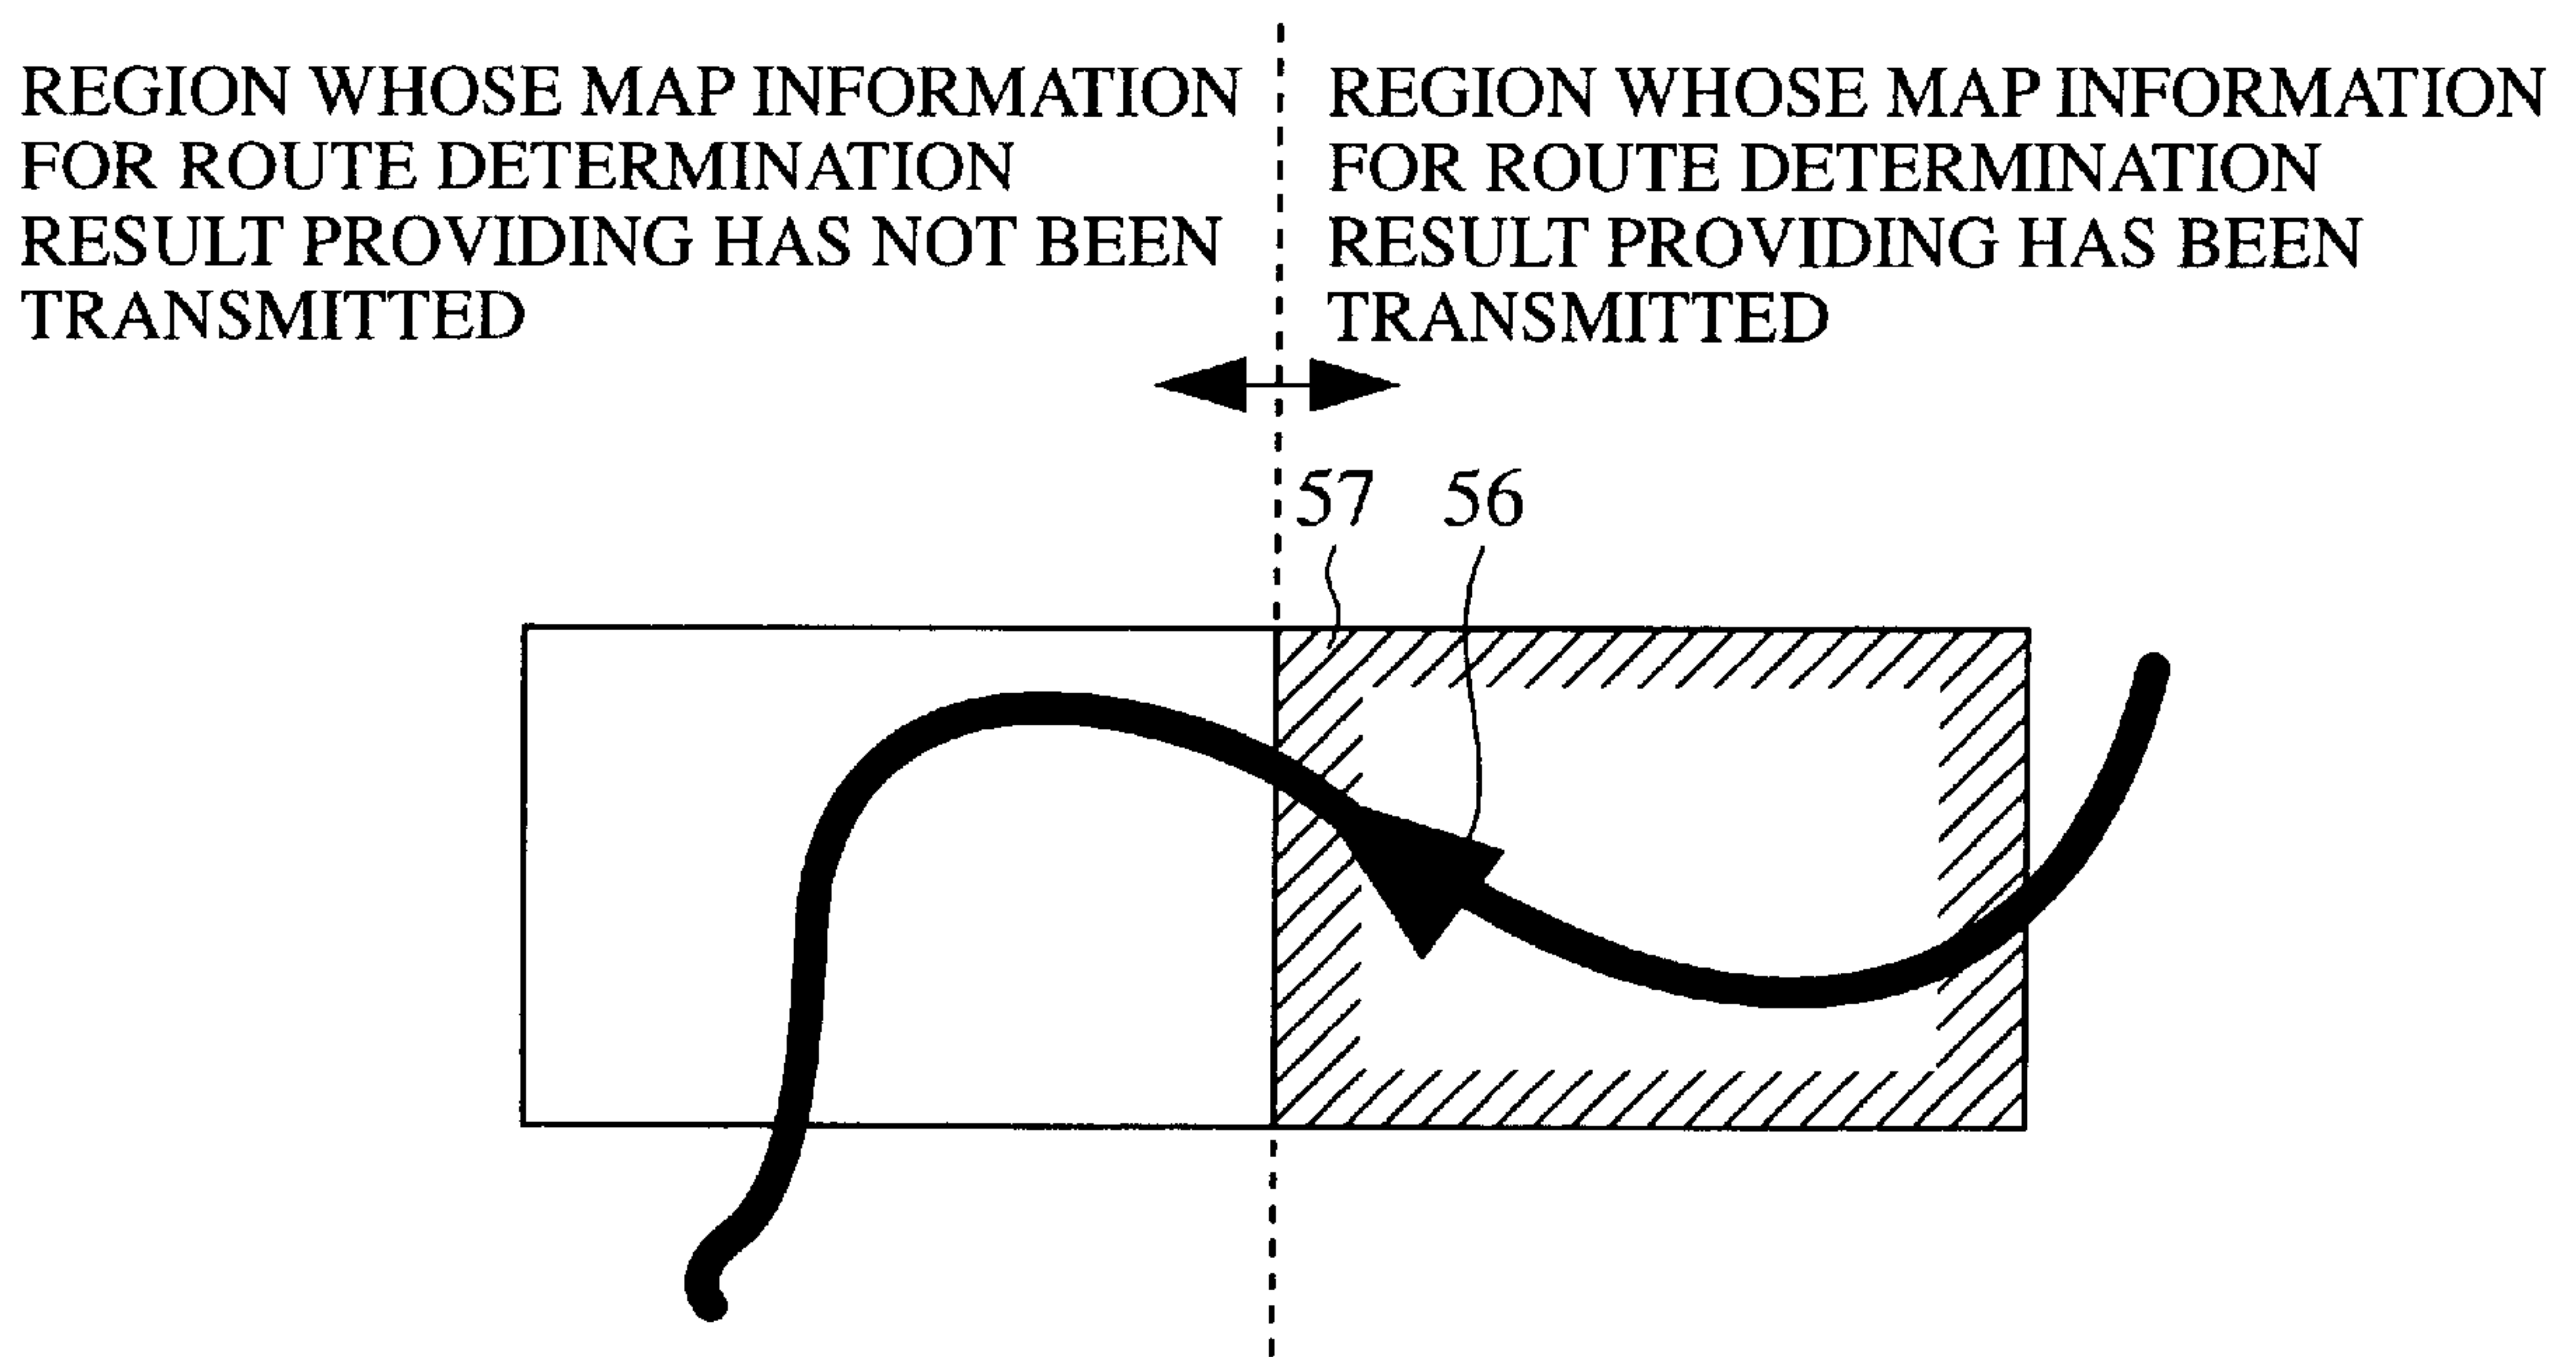 REGION WHOSE MAP INFORMATION
FOR ROUTE DETERMINATION
RESULT PROVIDING HAS NOT BEEN
TRANSMITTED
REGION WHOSE MAP INFORMATION
FOR ROUTE DETERMINATION
RESULT PROVIDING HAS BEEN
TRANSMITTED
57 56